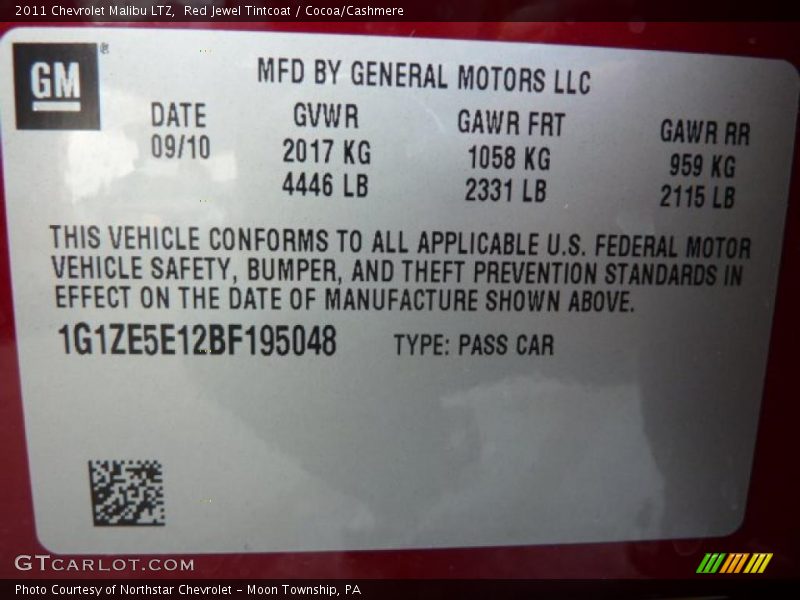 2011 Chevrolet Malibu LTZ,  Red Jewel Tintcoat / Cocoa/Cashmere
GM ®
MFD BY GENERAL MOTORS LLC
DATE GVWR GAWR FRT GAWR RR
09/10 2017 KG 1058 KG 959 KG
4446 LB 2331 LB 2115 LB
THIS VEHICLE CONFORMS TO ALL APPLICABLE U.S. FEDERAL MOTOR
VEHICLE SAFETY, BUMPER, AND THEFT PREVENTION STANDARDS IN
EFFECT ON THE DATE OF MANUFACTURE SHOWN ABOVE.
1G1ZE5E12BF195048 TYPE: PASS CAR
GTCARLOT.COM
Photo Courtesy of Northstar Chevrolet - Moon Township, PA